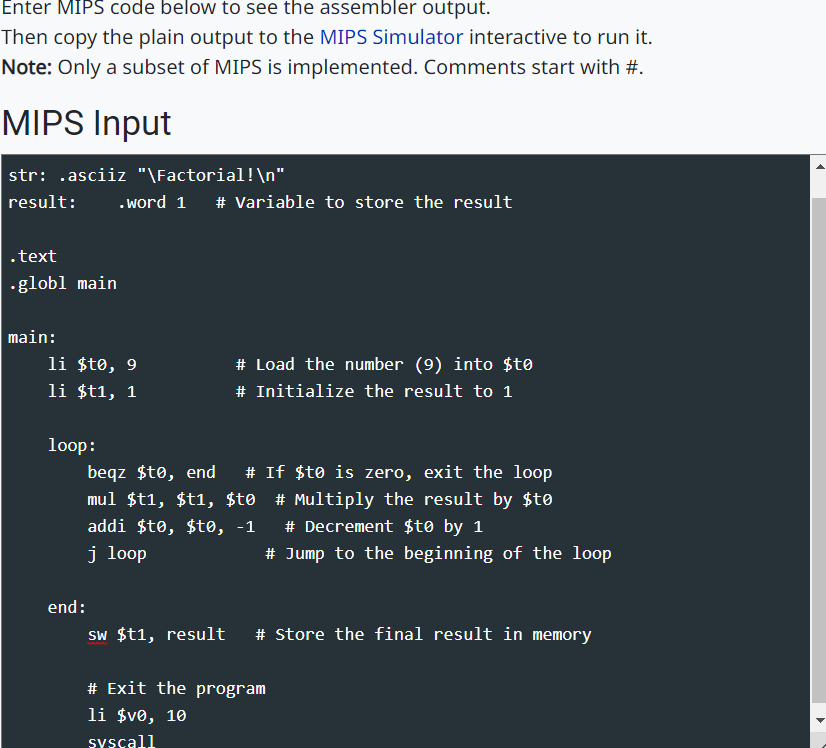 Enter MIPS code below to see the assembler output.
Then copy the plain output to the MIPS Simulator interactive to run it.
Note: Only a subset of MIPS is implemented. Comments start with #.
MIPS Input
str: .asciiz "\Factorial!\n"
result:    .word 1   # Variable to store the result
.text
.globl main
main:
    li $t0, 9          # Load the number (9) into $t0
    li $t1, 1          # Initialize the result to 1
    loop:
        beqz $t0, end   # If $t0 is zero, exit the loop
        mul $t1, $t1, $t0  # Multiply the result by $t0
        addi $t0, $t0, -1   # Decrement $t0 by 1
        j loop            # Jump to the beginning of the loop
    end:
        sw $t1, result   # Store the final result in memory
        # Exit the program
        li $v0, 10
        syscall